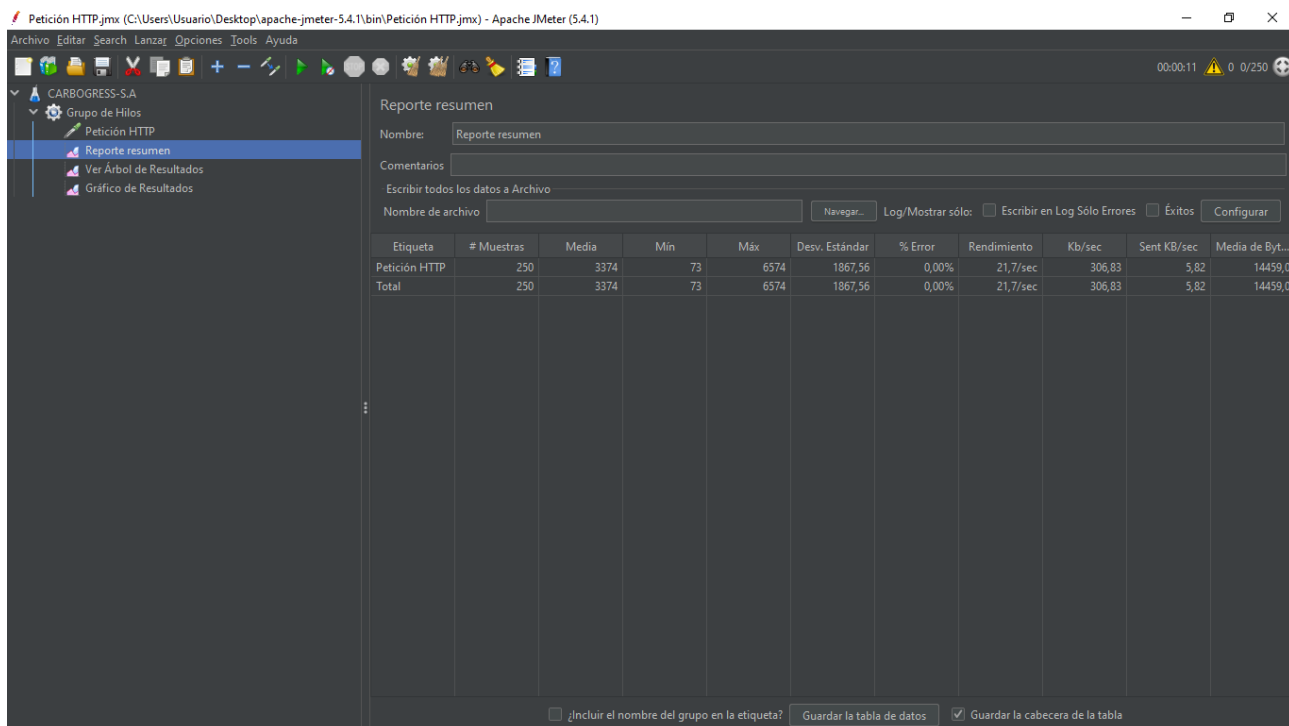 Petición HTTP.jmx (C:\Users\Usuario\Desktop\apache-jmeter-5.4.1\bin\Petición HTTP.jmx) - Apache JMeter (5.4.1)
Archivo Editar Search Lanzar Opciones Tools Ayuda
00:00:11 0 0/250
CARBOGRESS-S.A
Grupo de Hilos
Petición HTTP
Reporte resumen
Ver Árbol de Resultados
Gráfico de Resultados
Reporte resumen
Nombre: Reporte resumen
Comentarios
Escribir todos los datos a Archivo
Nombre de archivo Navegar... Log/Mostrar sólo: Escribir en Log Sólo Errores Éxitos Configurar
Etiqueta # Muestras Media Mín Máx Desv. Estándar % Error Rendimiento Kb/sec Sent KB/sec Media de Byt...
Petición HTTP 250 3374 73 6574 1867,56 0,00% 21,7/sec 306,83 5,82 14459,0
Total 250 3374 73 6574 1867,56 0,00% 21,7/sec 306,83 5,82 14459,0
¿Incluir el nombre del grupo en la etiqueta? Guardar la tabla de datos Guardar la cabecera de la tabla